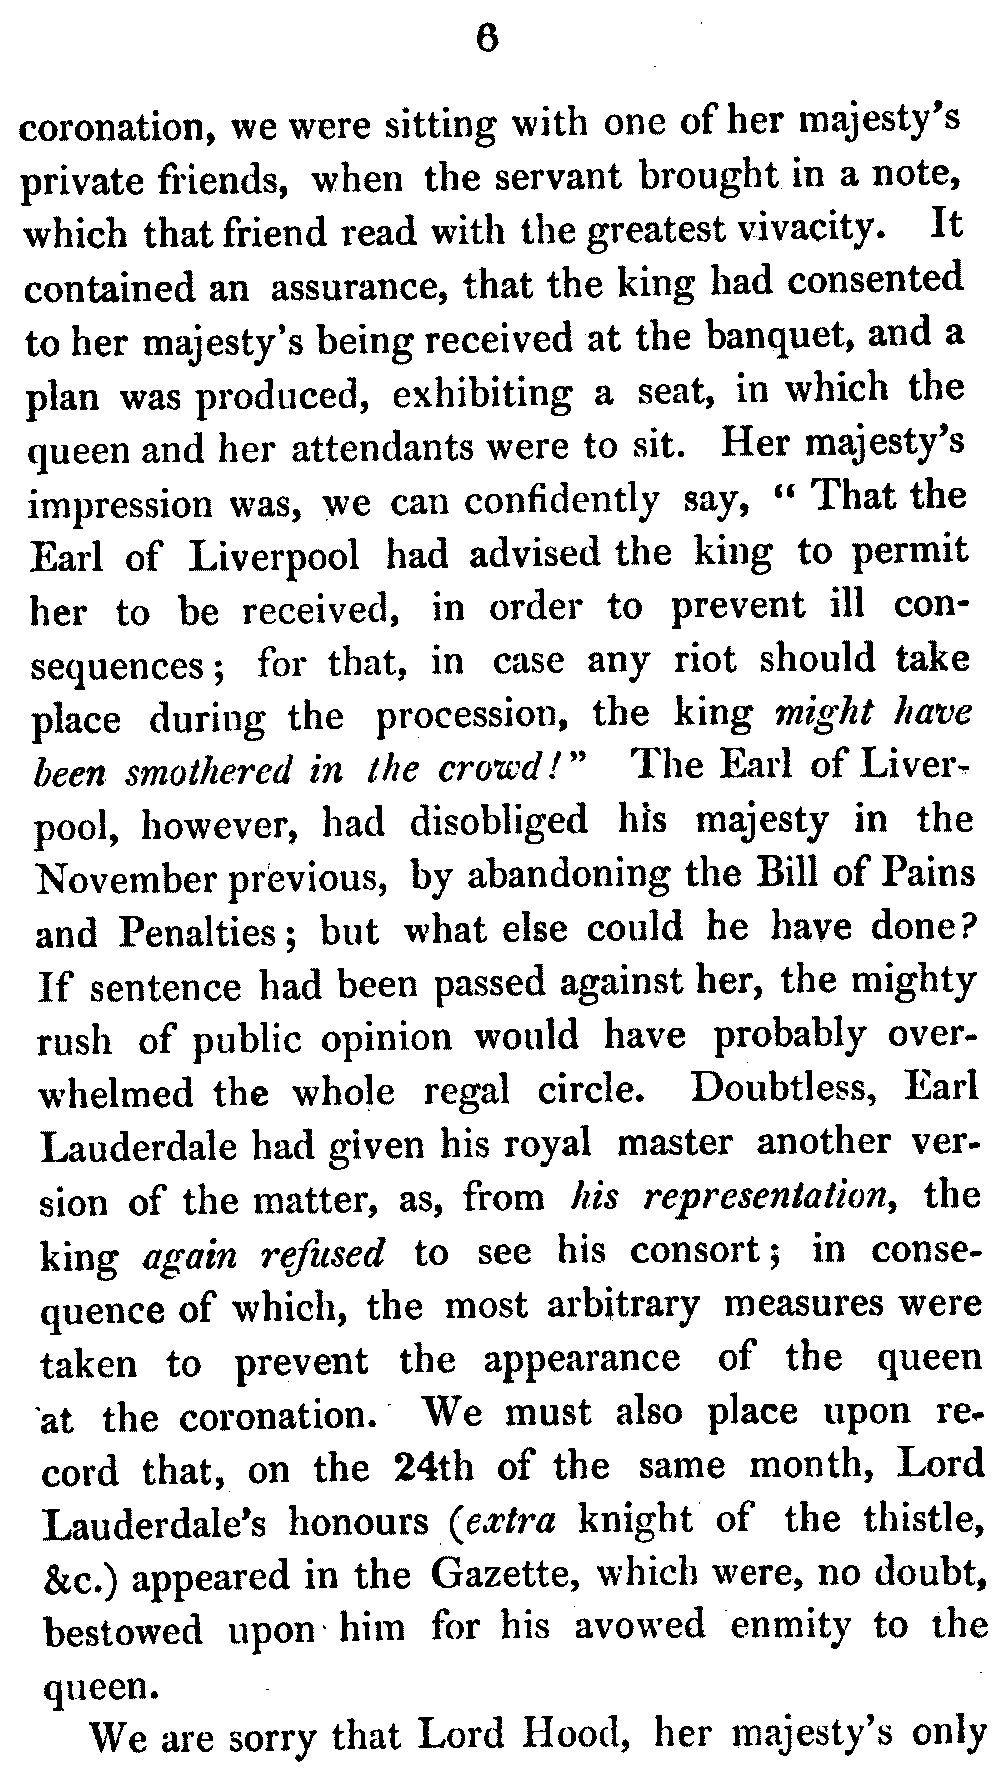 6
coronation, we were sitting with one of her majesty's
private friends, when the servant brought in a note,
which that friend read with the greatest vivacity. It
contained an assurance, that the king had consented
to her majesty's being received at the banquet, and a
plan was produced, exhibiting a seat, in which the
queen and her attendants were to sit. Her majesty's
impression was, we can confidently say, “ That the
Earl of Liverpool had advised the king to permit
her to be received, in order to prevent ill con-
sequences; for that, in case any riot should take
place during the procession, the king might have
been smothered in the crowd!” The Earl of Liver-
pool, however, had disobliged his majesty in the
November previous, by abandoning the Bill of Pains
and Penalties; but what else could he have done?
If sentence had been passed against her, the mighty
rush of public opinion would have probably over-
whelmed the whole regal circle. Doubtless, Earl
Lauderdale had given his royal master another ver-
sion of the matter, as, from his representation, the
king again refused to see his consort; in conse-
quence of which, the most arbitrary measures were
taken to prevent the appearance of the queen
at the coronation. We must also place upon re-
cord that, on the 24th of the same month, Lord
Lauderdale's honours (extra knight of the thistle,
&c.) appeared in the Gazette, which were, no doubt,
bestowed upon him for his avowed enmity to the
queen.
We are sorry that Lord Hood, her majesty's only